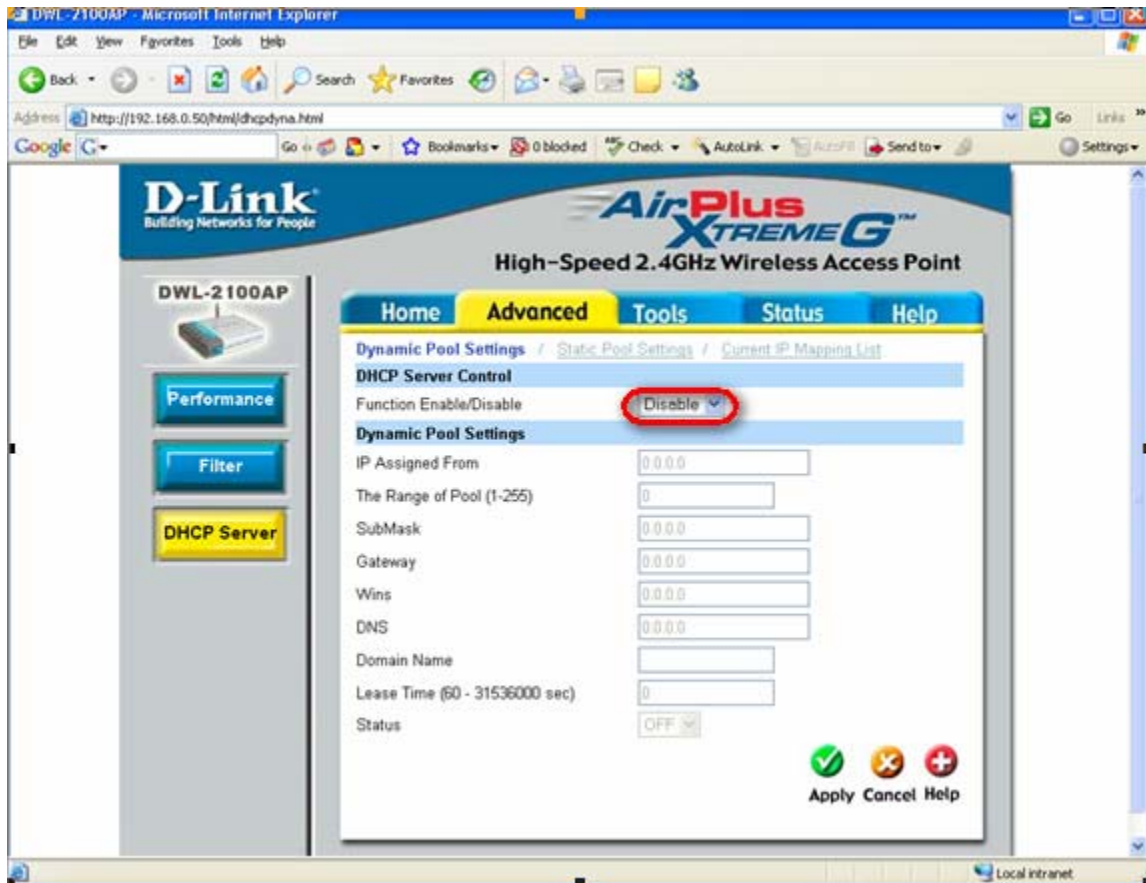 DWL-2100AP - Microsoft Internet Explorer
File Edit View Favorites Tools Help
Back Search Favorites
Address http://192.168.0.50/html/dhcpdyna.html Go Links »
Google G Go Bookmarks 0 blocked Check AutoLink AutoFill Send to Settings
D-Link
Building Networks for People
AirPlus
XTREME G™
High-Speed 2.4GHz Wireless Access Point
DWL-2100AP
Home Advanced Tools Status Help
Dynamic Pool Settings / Static Pool Settings / Current IP Mapping List
DHCP Server Control
Performance
Function Enable/Disable Disable
Dynamic Pool Settings
Filter
IP Assigned From 0.0.0.0
The Range of Pool (1-255) 0
DHCP Server
SubMask 0.0.0.0
Gateway 0.0.0.0
Wins 0.0.0.0
DNS 0.0.0.0
Domain Name
Lease Time (60 - 31536000 sec) 0
Status OFF
Apply Cancel Help
Local intranet